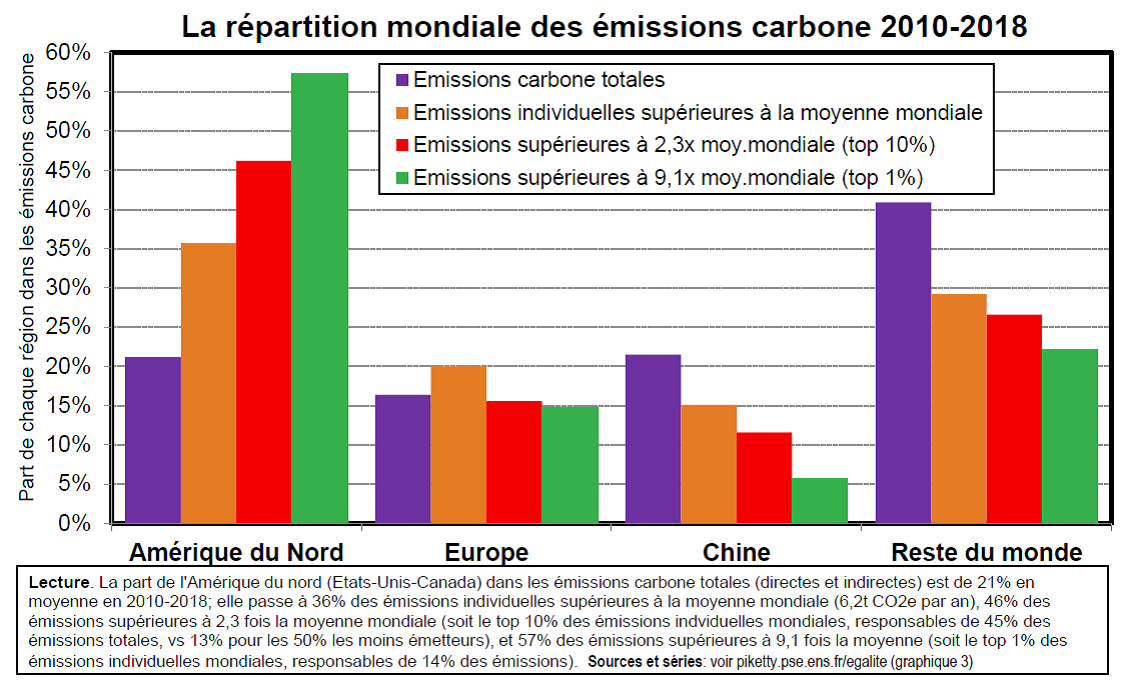 La répartition mondiale des émissions carbone 2010-2018
Part de chaque région dans les émissions carbone
60%
55%
50%
45%
40%
35%
30%
25%
20%
15%
10%
5%
0%
Emissions carbone totales
Emissions individuelles supérieures à la moyenne mondiale
Emissions supérieures à 2,3x moy.mondiale (top 10%)
Emissions supérieures à 9,1x moy.mondiale (top 1%)
Amérique du Nord
Europe
Chine
Reste du monde
Lecture. La part de l'Amérique du nord (Etats-Unis-Canada) dans les émissions carbone totales (directes et indirectes) est de 21% en
moyenne en 2010-2018; elle passe à 36% des émissions individuelles supérieures à la moyenne mondiale (6,2t CO2e par an), 46% des
émissions supérieures à 2,3 fois la moyenne mondiale (soit le top 10% des émissions indvduelles mondiales, responsables de 45% des
émissions totales, vs 13% pour les 50% les moins émetteurs), et 57% des émissions supérieures à 9,1 fois la moyenne (soit le top 1% des
émissions individuelles mondiales, responsables de 14% des émissions). Sources et séries: voir piketty.pse.ens.fr/egalite (graphique 3)